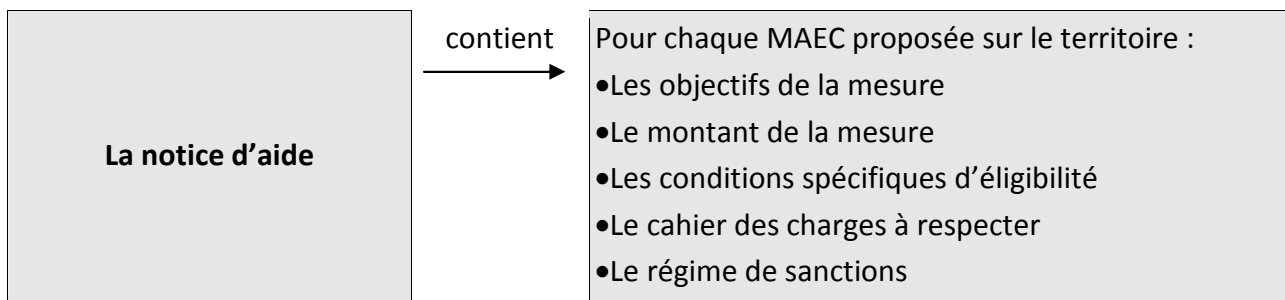 La notice d’aide
contient
Pour chaque MAEC proposée sur le territoire :
•Les objectifs de la mesure
•Le montant de la mesure
•Les conditions spécifiques d’éligibilité
•Le cahier des charges à respecter
•Le régime de sanctions